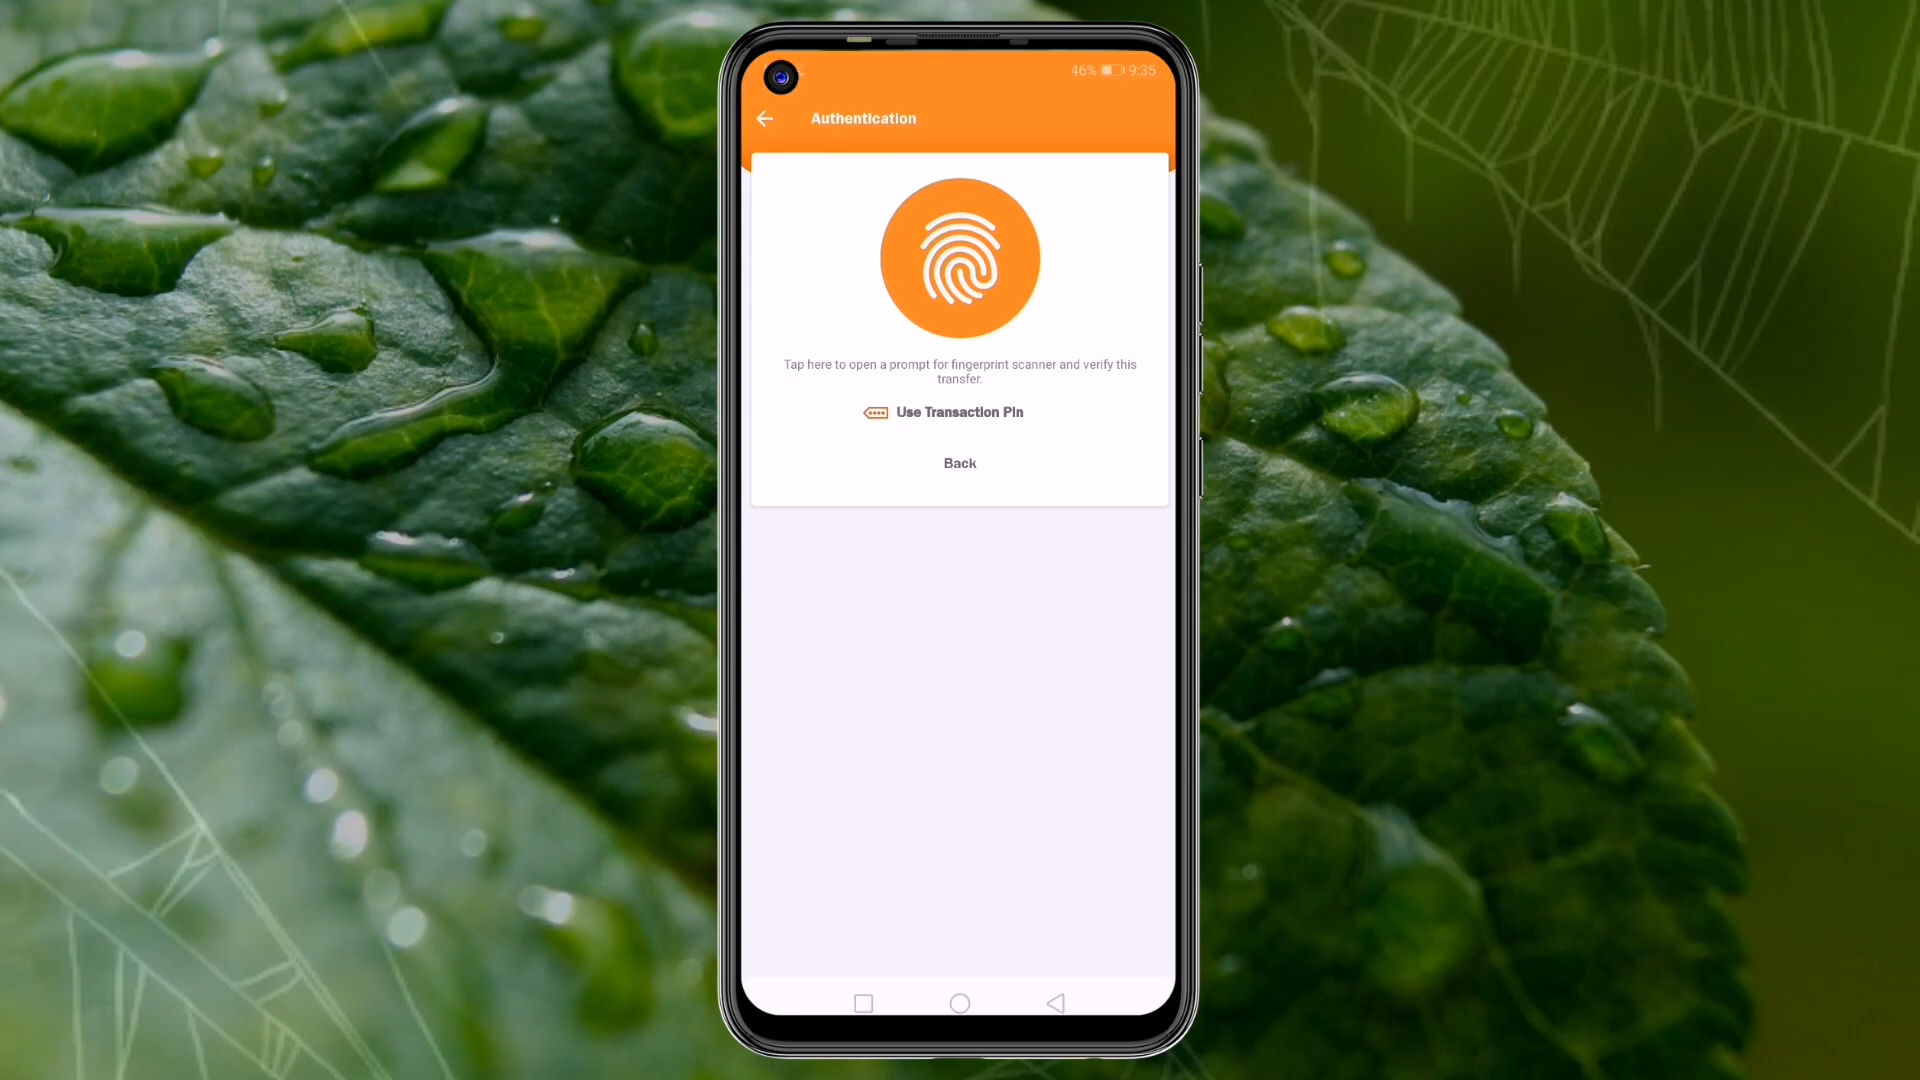 46% 9:35
Authentication
Tap here to open a prompt for fingerprint scanner and verify this
transfer.
Use Transaction Pin
Back